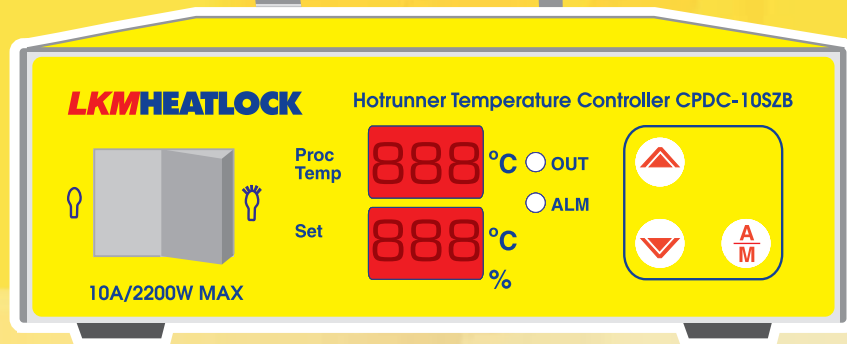 LKMHEATLOCK
Hotrunner Temperature Controller CPDC-10SZB
Proc
Temp
888 °C
OUT
ALM
Set
888 °C
%
A
M
10A/2200W MAX